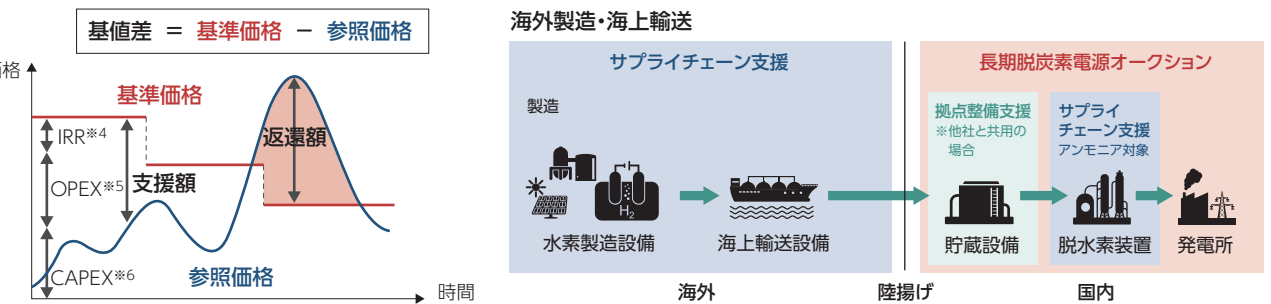 基値差 = 基準価格 − 参照価格
価格
基準価格
IRR※4
返還額
OPEX※5
支援額
CAPEX※6
参照価格
時間
海外製造・海上輸送
サプライチェーン支援
製造
水素製造設備
H2
海上輸送設備
長期脱炭素電源オークション
拠点整備支援
※他社と共用の
場合
貯蔵設備
サプライ
チェーン支援
アンモニア対象
脱水素装置
発電所
海外
陸揚げ
国内